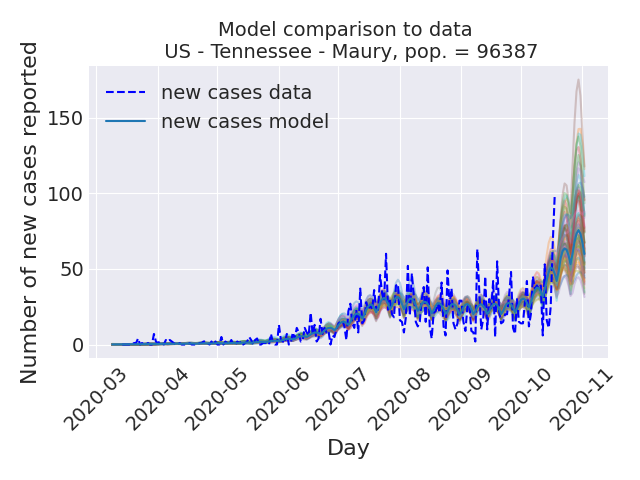 Model comparison to data
US - Tennessee - Maury, pop. = 96387
new cases data
new cases model
Number of new cases reported
150
100
50
0
2020-03
2020-04
2020-05
2020-06
2020-07
2020-08
2020-09
2020-10
2020-11
Day